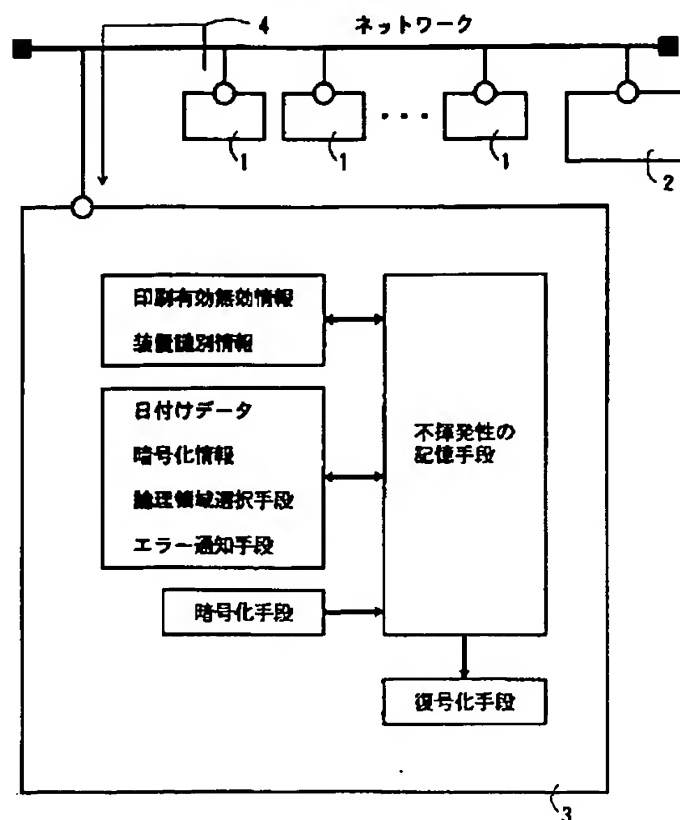 4 ネットワーク
1 1 ・・・ 1 2
印刷有効無効情報
装置識別情報
日付けデータ
暗号化情報
論理領域選択手段
エラー通知手段
不揮発性の
記憶手段
暗号化手段
復号化手段
3